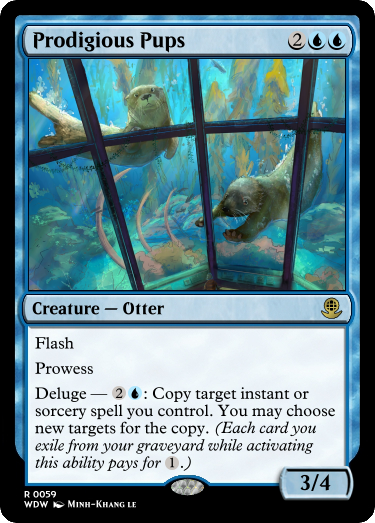 Prodigious Pups 2UU
Creature — Otter
Flash
Prowess
Deluge — 2U: Copy target instant or
sorcery spell you control. You may choose
new targets for the copy. (Each card you
exile from your graveyard while activating
this ability pays for 1.)
3/4
R 0059
WDW MINH-KHANG LE